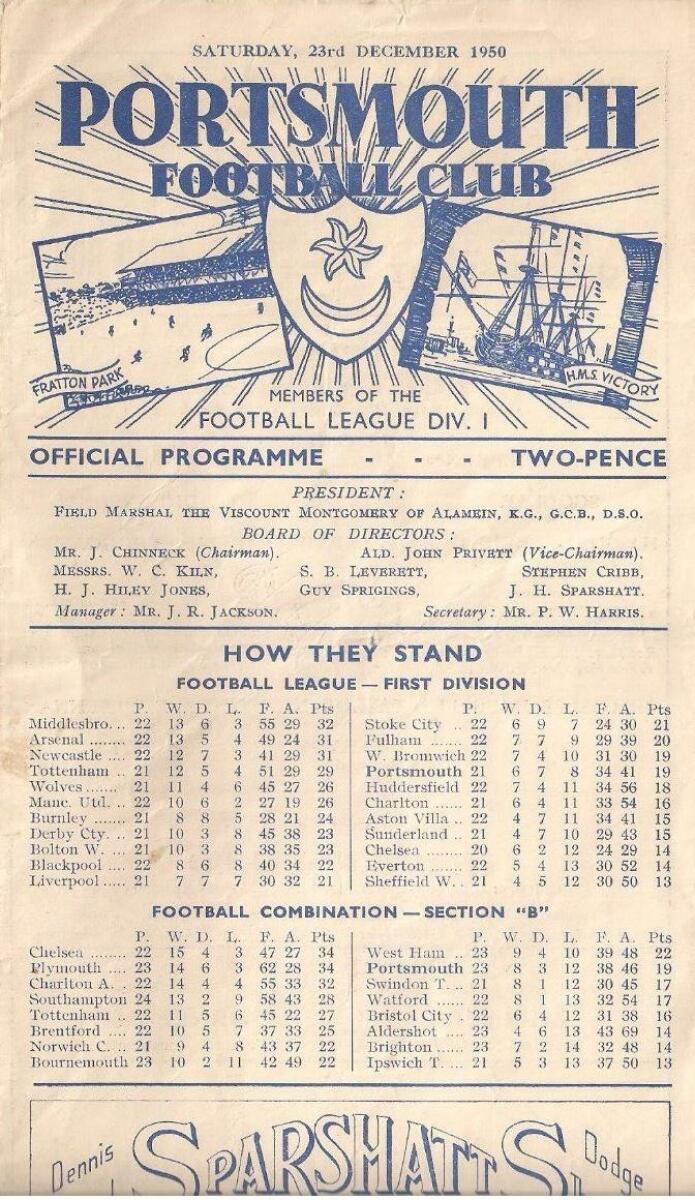 SATURDAY, 23rd DECEMBER 1950
PORTSMOUTH
FOOTBALL CLUB
FRATTON PARK
H.M.S. VICTORY
MEMBERS OF THE
FOOTBALL LEAGUE DIV. 1
OFFICIAL PROGRAMME - - - TWO-PENCE
PRESIDENT :
FIELD MARSHAL THE VISCOUNT MONTGOMERY OF ALAMEIN, K.G., G.C.B., D.S.O.
BOARD OF DIRECTORS :
MR. J. CHINNECK (Chairman). ALD. JOHN PRIVETT (Vice-Chairman).
MESSRS. W. C. KILN, S. B. LEVERETT, STEPHEN CRIBB,
H. J. HILEY JONES, GUY SPRIGINGS, J. H. SPARSHATT.
Manager : MR. J. R. JACKSON. Secretary : MR. P. W. HARRIS.
HOW THEY STAND
FOOTBALL LEAGUE — FIRST DIVISION
P. W. D. L. F. A. Pts
Middlesbro... 22 13 6 3 55 29 32
Arsenal ........ 22 13 5 4 49 24 31
Newcastle .... 22 12 7 3 41 29 31
Tottenham .. 21 12 5 4 51 29 29
Wolves ....... 21 11 4 6 45 27 26
Manc. Utd. .. 22 10 6 2 27 19 26
Burnley ...... 21 8 8 5 28 21 24
Derby Cty. .. 21 10 3 8 45 38 23
Bolton W. ... 21 10 3 8 38 35 23
Blackpool .... 22 8 6 8 40 34 22
Liverpool ..... 21 7 7 7 30 32 21
P. W. D. L. F. A. Pts
Stoke City .. 22 6 9 7 24 30 21
Fulham ...... 22 7 7 9 29 39 20
W. Bromwich 22 7 4 10 31 30 19
Portsmouth 21 6 7 8 34 41 19
Huddersfield 22 7 4 11 34 56 18
Charlton ...... 21 6 4 11 33 54 16
Aston Villa .. 22 4 7 11 34 41 15
Sunderland .. 21 4 7 10 29 43 15
Chelsea ....... 20 6 2 12 24 29 14
Everton ....... 22 5 4 13 30 52 14
Sheffield W. . 21 4 5 12 30 50 13
FOOTBALL COMBINATION — SECTION "B"
P. W. D. L. F. A. Pts
Chelsea ........ 22 15 4 3 47 27 34
Plymouth .... 23 14 6 3 62 28 34
Charlton A. . 22 14 4 4 55 33 32
Southampton 24 13 2 9 58 43 28
Tottenham .. 22 11 5 6 45 22 27
Brentford .... 22 10 5 7 37 33 25
Norwich C. .. 21 9 4 8 43 37 22
Bournemouth 23 10 2 11 42 49 22
P. W. D. L. F. A. Pts
West Ham .. 23 9 4 10 39 48 22
Portsmouth 23 8 3 12 38 46 19
Swindon T. .. 21 8 1 12 30 45 17
Watford ...... 22 8 1 13 32 54 17
Bristol City . 22 6 4 12 31 38 16
Aldershot .... 23 4 6 13 43 69 14
Brighton ...... 23 7 2 14 32 48 14
Ipswich T. ... 21 5 3 13 37 50 13
Dennis SPARSHATTS Dodge